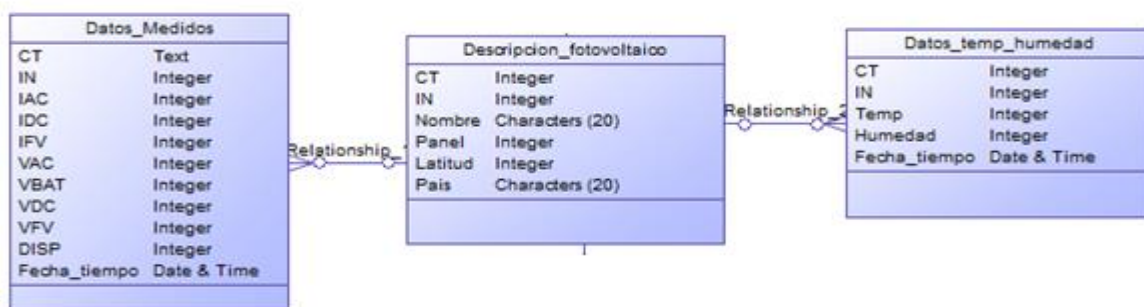 Datos_Medidos
CT Text
IN Integer
IAC Integer
IDC Integer
IFV Integer
VAC Integer
VBAT Integer
VDC Integer
VFV Integer
DISP Integer
Fecha_tiempo Date & Time
Relationship_
Descripcion_fotovoltaico
CT Integer
IN Integer
Nombre Characters (20)
Panel Integer
Latitud Integer
Pais Characters (20)
Relationship_2
Datos_temp_humedad
CT Integer
IN Integer
Temp Integer
Humedad Integer
Fecha_tiempo Date & Time